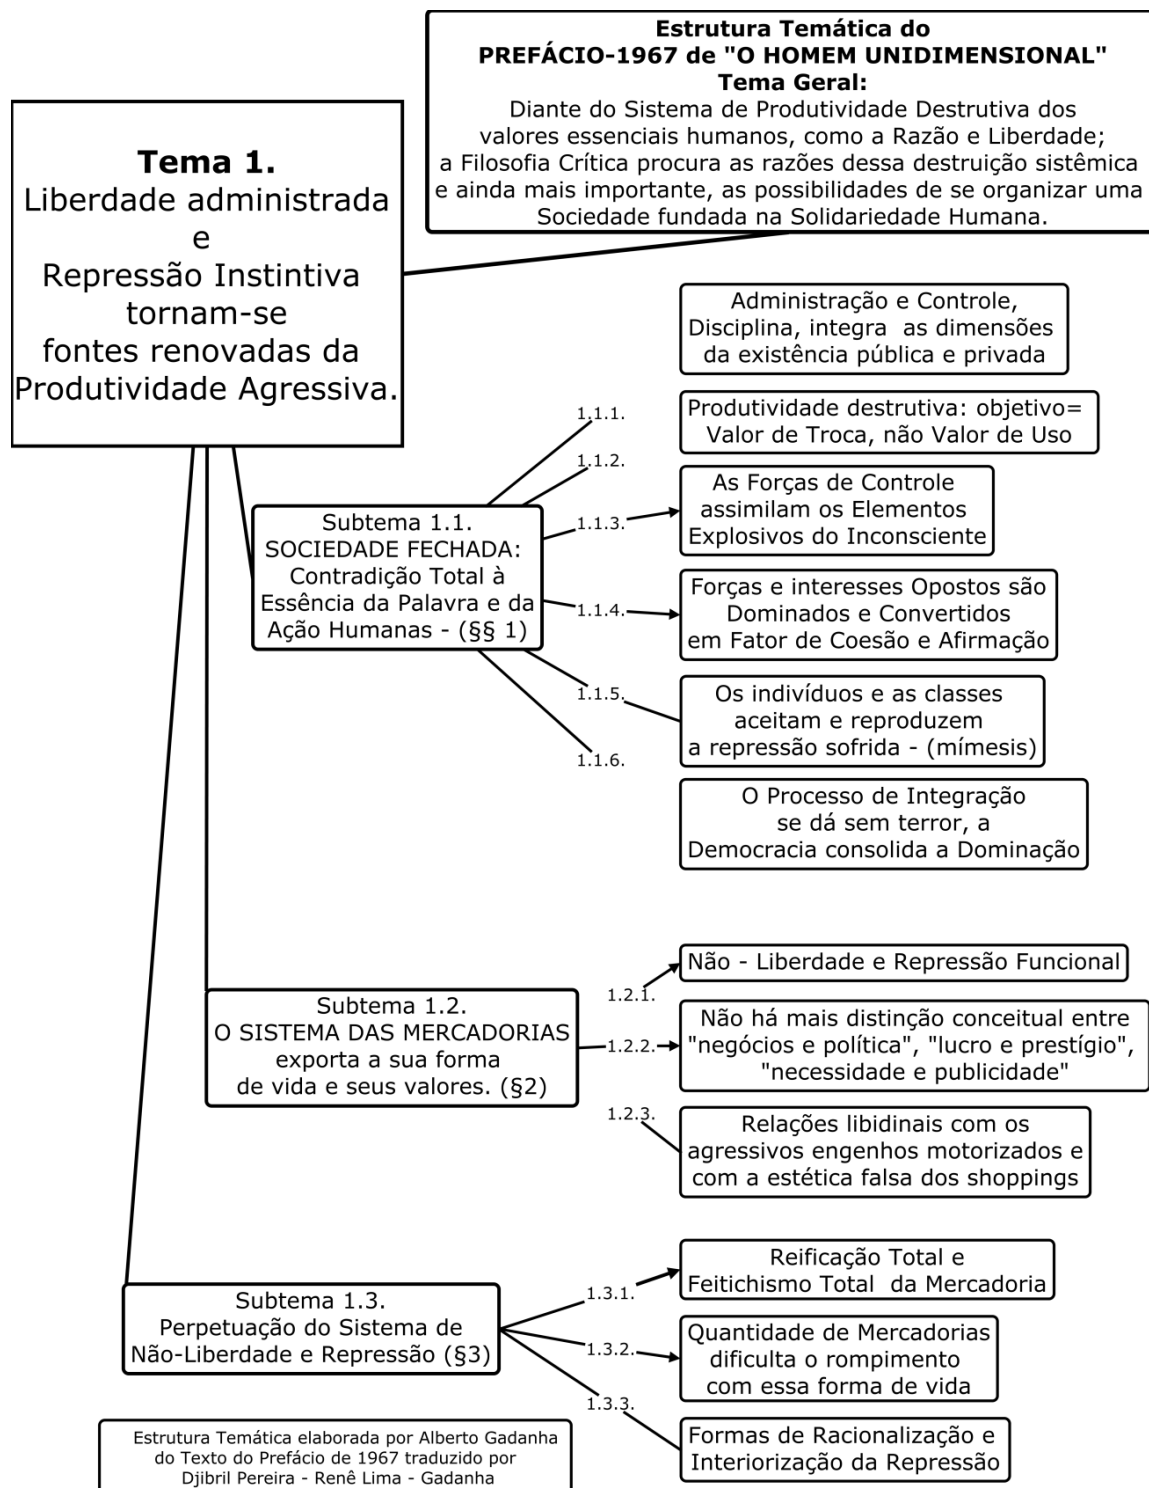 Estrutura Temática do
PREFÁCIO-1967 de "O HOMEM UNIDIMENSIONAL"
Tema Geral:
Diante do Sistema de Produtividade Destrutiva dos
valores essenciais humanos, como a Razão e Liberdade;
a Filosofia Crítica procura as razões dessa destruição sistêmica
e ainda mais importante, as possibilidades de se organizar uma
Sociedade fundada na Solidariedade Humana.
Tema 1.
Liberdade administrada
e
Repressão Instintiva
tornam-se
fontes renovadas da
Produtividade Agressiva.
Subtema 1.1.
SOCIEDADE FECHADA:
Contradição Total à
Essência da Palavra e da
Ação Humanas - (§§ 1)
1.1.1.
Administração e Controle,
Disciplina, integra as dimensões
da existência pública e privada
1.1.2.
Produtividade destrutiva: objetivo=
Valor de Troca, não Valor de Uso
1.1.3.
As Forças de Controle
assimilam os Elementos
Explosivos do Inconsciente
1.1.4.
Forças e interesses Opostos são
Dominados e Convertidos
em Fator de Coesão e Afirmação
1.1.5.
Os indivíduos e as classes
aceitam e reproduzem
a repressão sofrida - (mímesis)
1.1.6.
O Processo de Integração
se dá sem terror, a
Democracia consolida a Dominação
Subtema 1.2.
O SISTEMA DAS MERCADORIAS
exporta a sua forma
de vida e seus valores. (§2)
1.2.1.
Não - Liberdade e Repressão Funcional
1.2.2.
Não há mais distinção conceitual entre
"negócios e política", "lucro e prestígio",
"necessidade e publicidade"
1.2.3.
Relações libidinais com os
agressivos engenhos motorizados e
com a estética falsa dos shoppings
Subtema 1.3.
Perpetuação do Sistema de
Não-Liberdade e Repressão (§3)
1.3.1.
Reificação Total e
Feitichismo Total da Mercadoria
1.3.2.
Quantidade de Mercadorias
dificulta o rompimento
com essa forma de vida
1.3.3.
Formas de Racionalização e
Interiorização da Repressão
Estrutura Temática elaborada por Alberto Gadanha
do Texto do Prefácio de 1967 traduzido por
Djibril Pereira - Renê Lima - Gadanha